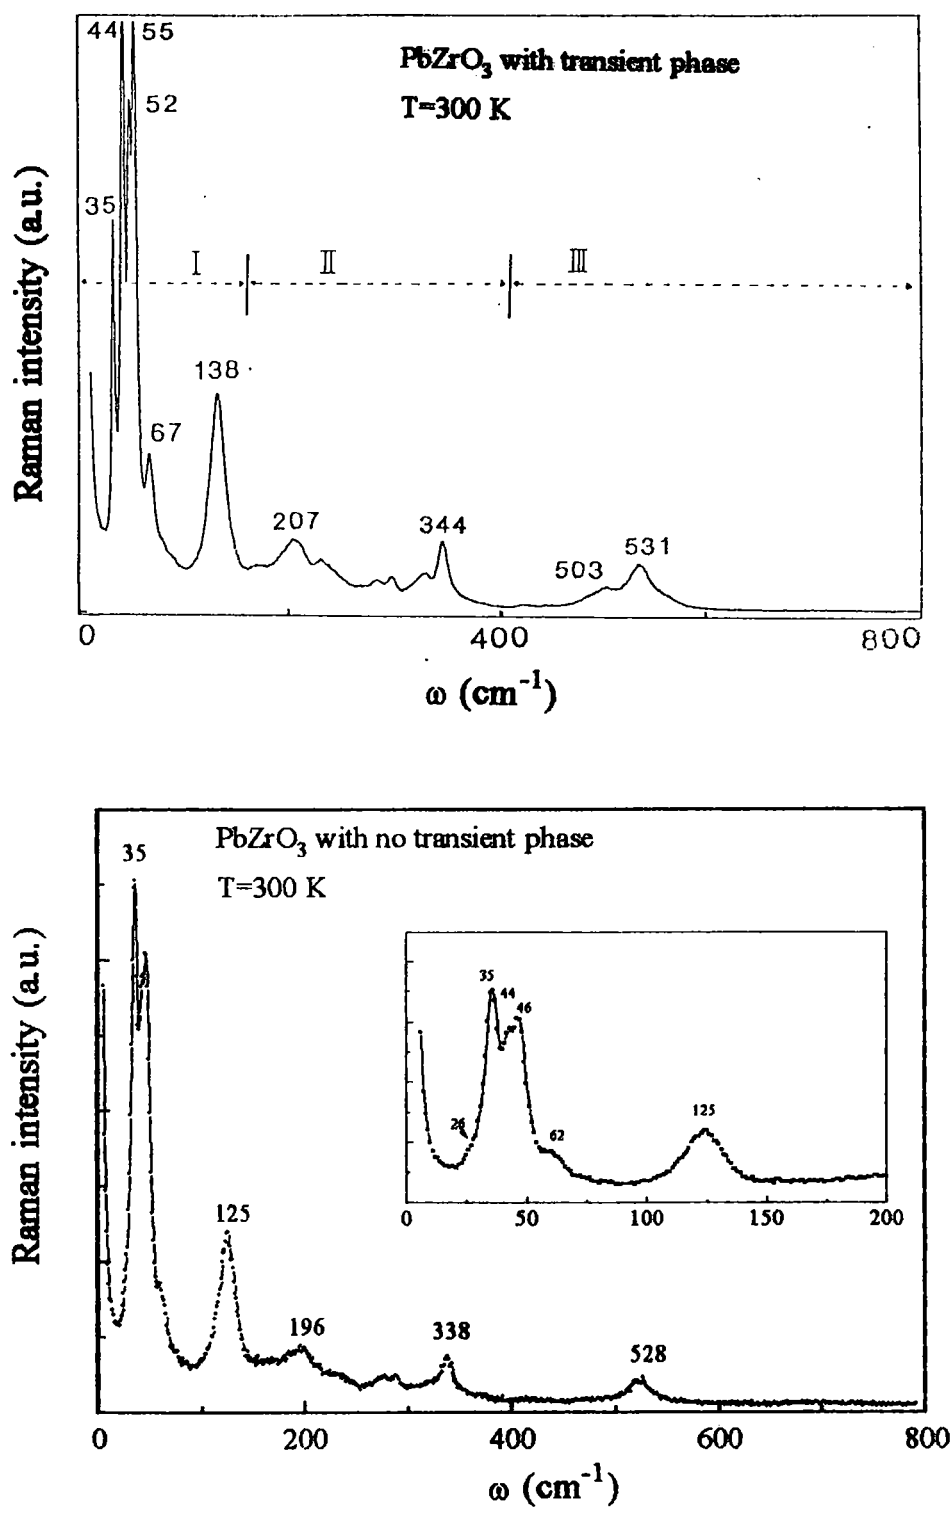 44 55
PbZrO3 with transient phase
52
T=300 K
35
I II III
138
67
207
344
503
531
Raman intensity (a.u.)
0 400 800
ω (cm-1)
PbZrO3 with no transient phase
35
T=300 K
35
44
46
26
62
125
0 50 100 150 200
125
196
338
528
Raman intensity (a.u.)
0 200 400 600 800
ω (cm-1)